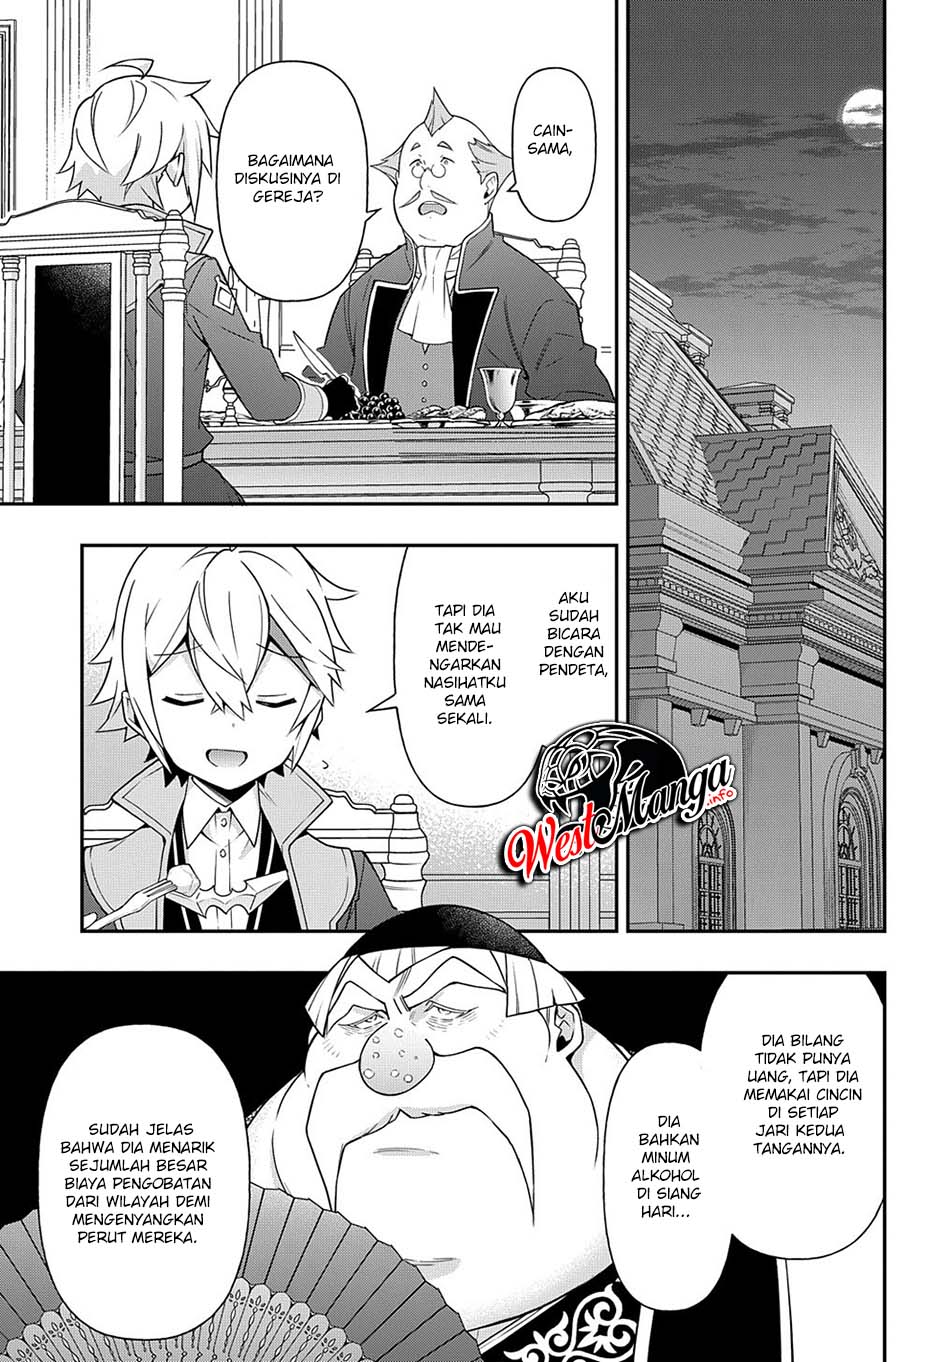 CAIN-
SAMA,
BAGAIMANA
DISKUSINYA DI
GEREJA?
AKU
SUDAH
BICARA
DENGAN
PENDETA,
TAPI DIA
TAK MAU
MENDE-
NGARKAN
NASIHATKU
SAMA
SEKALI.
WestManga
.info
DIA BILANG
TIDAK PUNYA
UANG, TAPI DIA
MEMAKAI CINCIN
DI SETIAP
JARI KEDUA
TANGANNYA.
DIA
BAHKAN
MINUM
ALKOHOL
DI SIANG
HARI...
SUDAH JELAS
BAHWA DIA MENARIK
SEJUMLAH BESAR
BIAYA PENGOBATAN
DARI WILAYAH DEMI
MENGENYANGKAN
PERUT MEREKA.